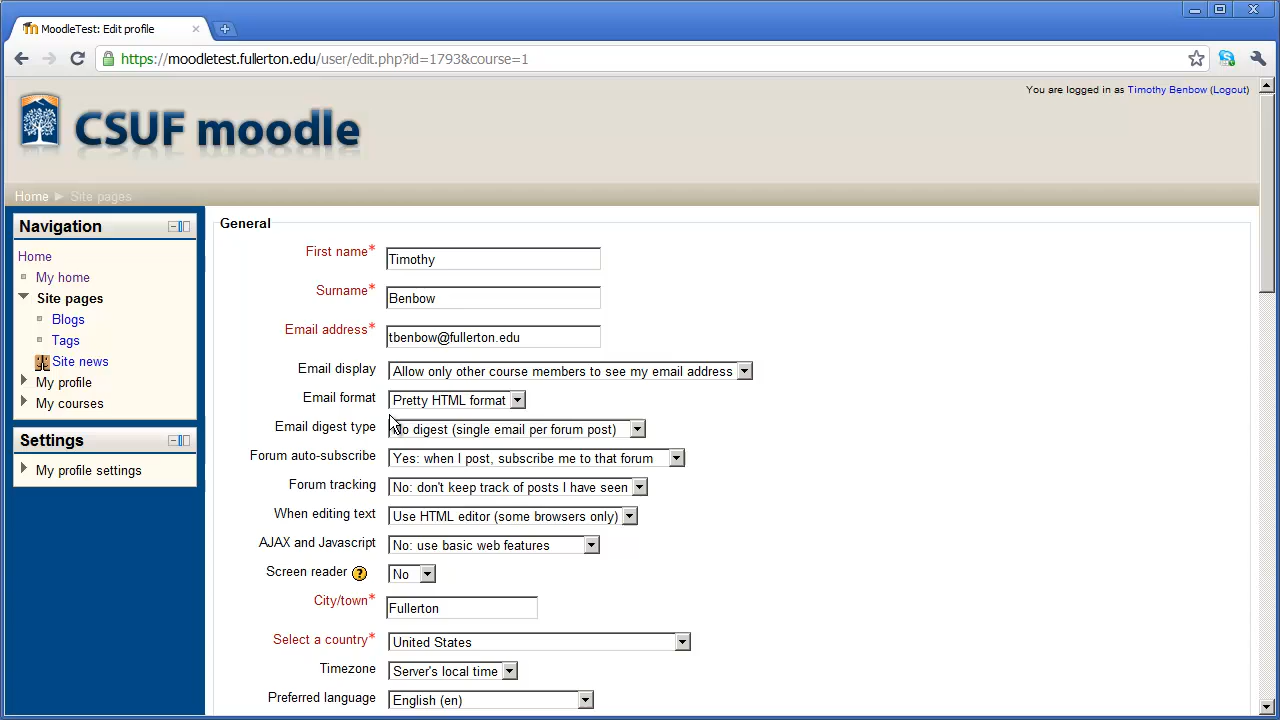 MoodleTest: Edit profile
https://moodletest.fullerton.edu/user/edit.php?id=1793&course=1
You are logged in as Timothy Benbow (Logout)
CSUF moodle
Home ► Site pages
Navigation
Home
My home
Site pages
Blogs
Tags
Site news
My profile
My courses
Settings
My profile settings
General
First name* Timothy
Surname* Benbow
Email address* tbenbow@fullerton.edu
Email display Allow only other course members to see my email address
Email format Pretty HTML format
Email digest type No digest (single email per forum post)
Forum auto-subscribe Yes: when I post, subscribe me to that forum
Forum tracking No: don't keep track of posts I have seen
When editing text Use HTML editor (some browsers only)
AJAX and Javascript No: use basic web features
Screen reader ? No
City/town* Fullerton
Select a country* United States
Timezone Server's local time
Preferred language English (en)